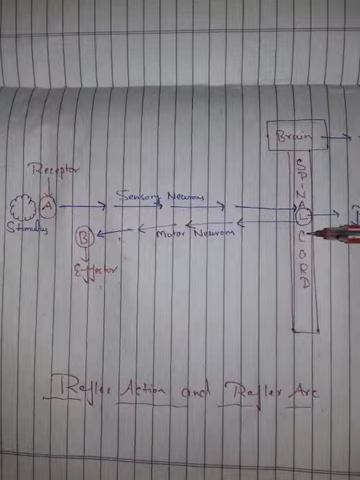 Brain
Receptor
A
Sensory Neurons
Stimulus
B
Motor Neurons
Effector
SPINAL
CORD
Reflex Action and Reflex Arc